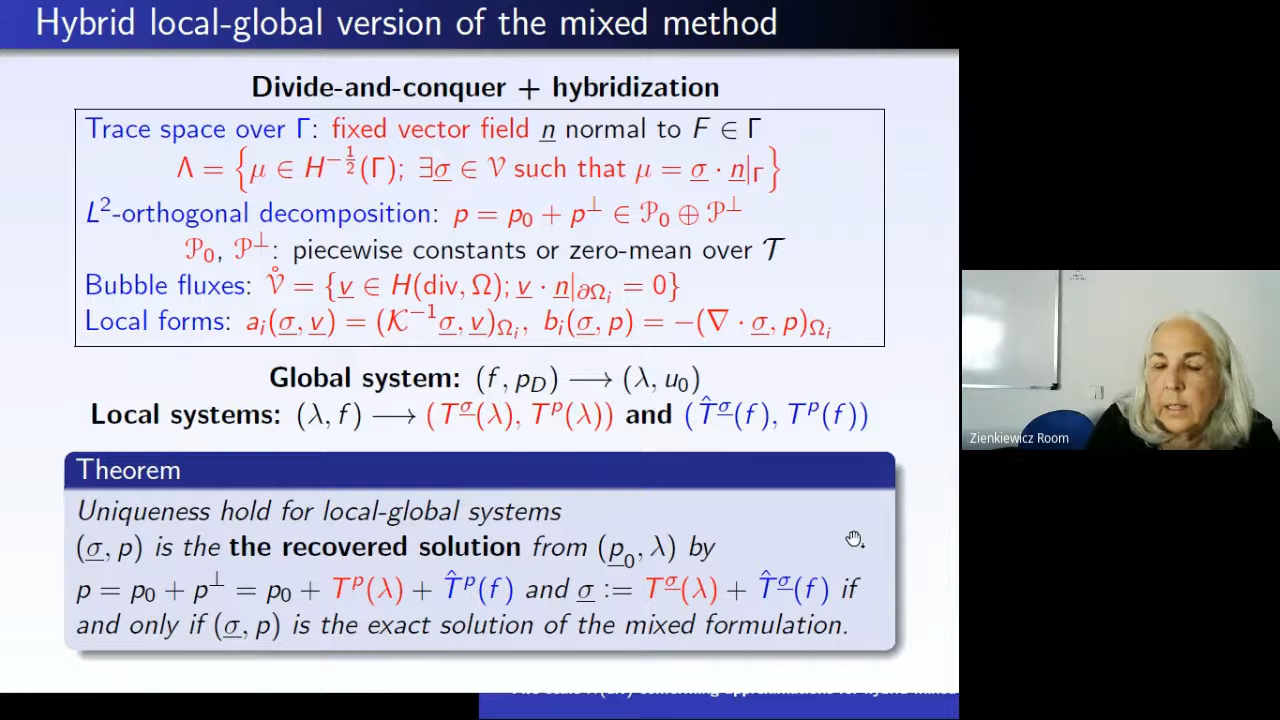 Hybrid local-global version of the mixed method
Divide-and-conquer + hybridization
Trace space over Γ: fixed vector field n̲ normal to F ∈ Γ
Λ = {μ ∈ H^{-1/2}(Γ); ∃σ̲ ∈ 𝒱 such that μ = σ̲ · n̲|_Γ}
L²-orthogonal decomposition: p = p₀ + p^⊥ ∈ 𝒫₀ ⊕ 𝒫^⊥
𝒫₀, 𝒫^⊥: piecewise constants or zero-mean over 𝒯
Bubble fluxes: 𝒱̊ = {v̲ ∈ H(div, Ω); v̲ · n̲|_{∂Ω_i} = 0}
Local forms: a_i(σ̲, v̲) = (𝒦^{-1}σ̲, v̲)_{Ω_i}, b_i(σ̲, p) = −(∇ · σ̲, p)_{Ω_i}
Global system: (f, p_D) ⟶ (λ, u₀)
Local systems: (λ, f) ⟶ (T^{σ̲}(λ), T^p(λ)) and (T̂^{σ̲}(f), T^p(f))
Theorem
Uniqueness hold for local-global systems
(σ̲, p) is the the recovered solution from (p̲₀, λ) by
p = p₀ + p^⊥ = p₀ + T^p(λ) + T̂^p(f) and σ̲ := T^{σ̲}(λ) + T̂^{σ̲}(f) if
and only if (σ̲, p) is the exact solution of the mixed formulation.
Zienkiewicz Room